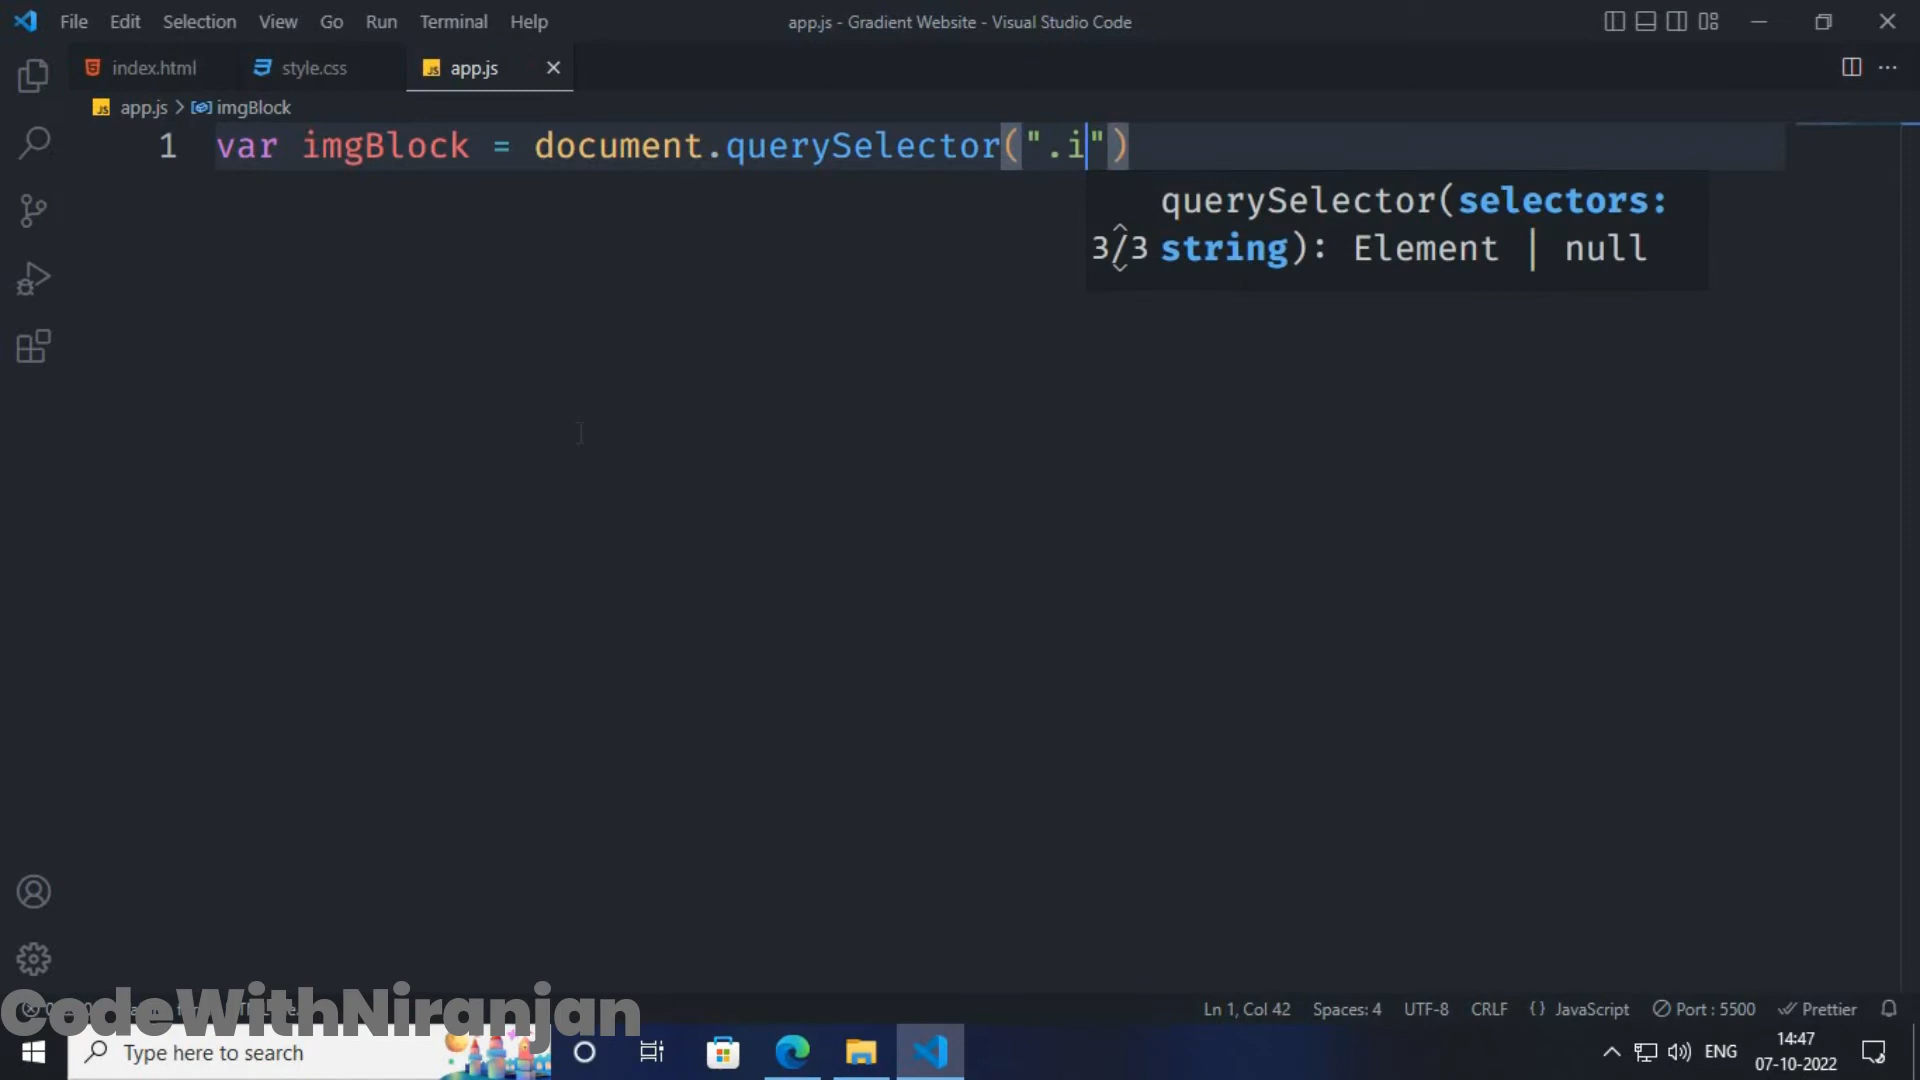 File Edit Selection View Go Run Terminal Help
app.js - Gradient Website - Visual Studio Code
index.html
style.css
app.js
app.js > imgBlock
1 var imgBlock = document.querySelector(".i")
querySelector(selectors:
3/3 string): Element | null
CodeWithNiranjan
Ln 1, Col 42 Spaces: 4 UTF-8 CRLF {} JavaScript Port : 5500 Prettier
Type here to search
ENG
14:47
07-10-2022